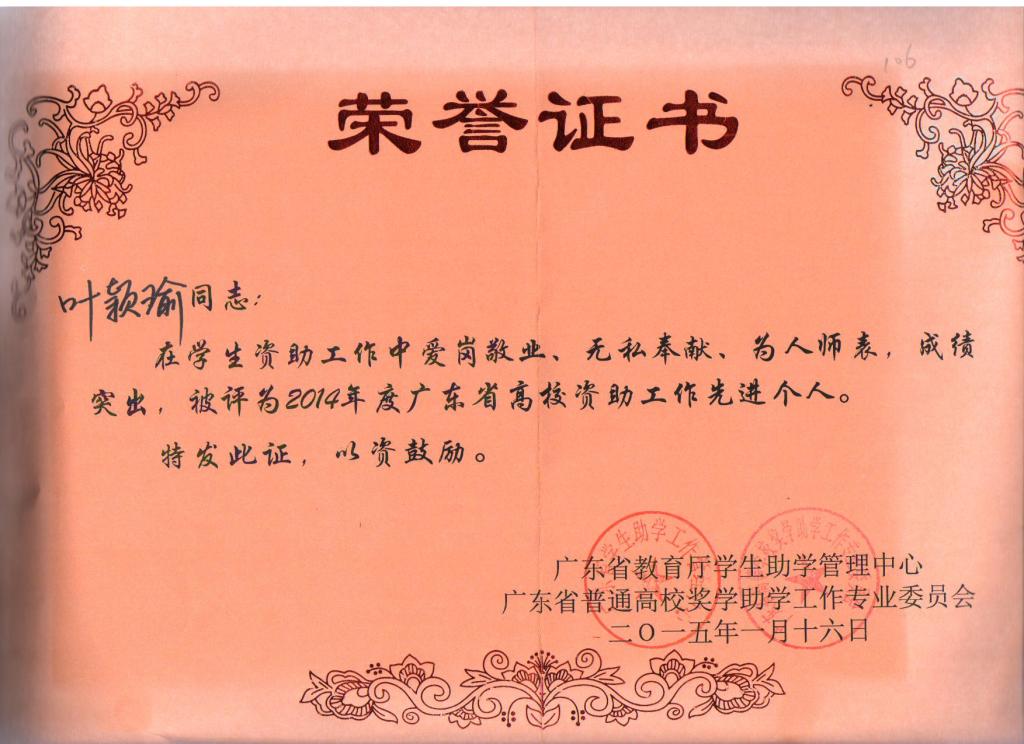 106
荣誉证书
叶颖瑜同志：
在学生资助工作中爱岗敬业、无私奉献、为人师表，成绩
突出，被评为2014年度广东省高校资助工作先进个人。
特发此证，以资鼓励。
广东省教育厅学生助学管理中心
广东省普通高校奖学助学工作专业委员会
二O一五年一月十六日